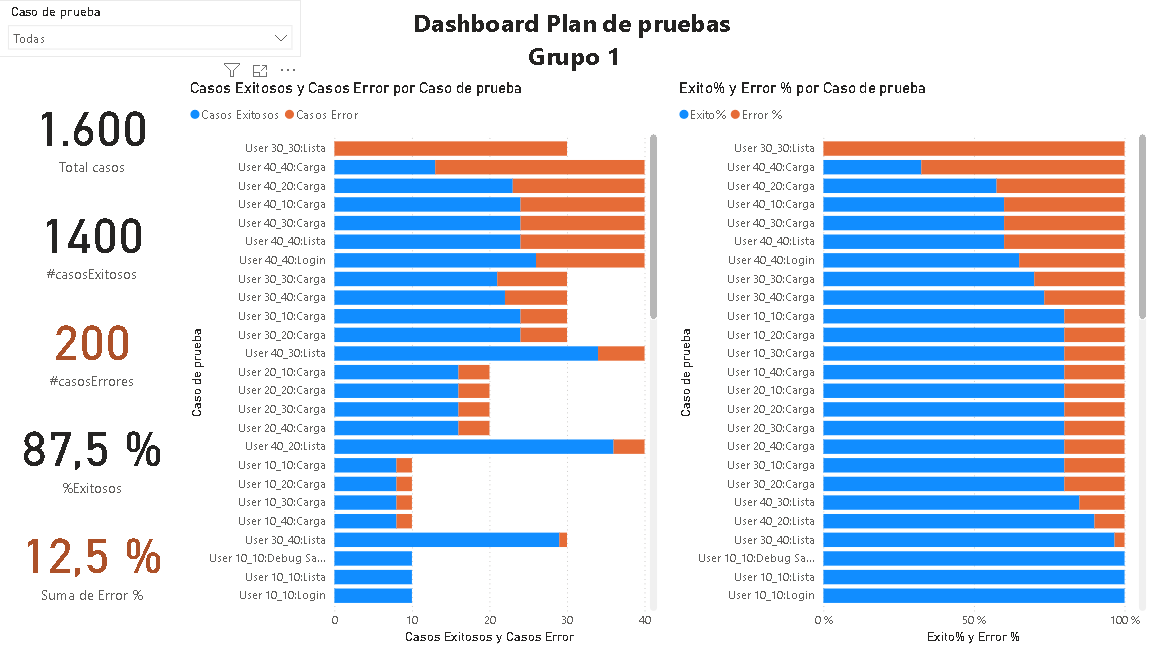 Caso de prueba
Todas
Dashboard Plan de pruebas
Grupo 1
1.600
Total casos
1400
#casosExitosos
200
#casosErrores
87,5 %
%Exitosos
12,5 %
Suma de Error %
Casos Exitosos y Casos Error por Caso de prueba
Casos Exitosos
Casos Error
Caso de prueba
User 30_30:Lista
User 40_40:Carga
User 40_20:Carga
User 40_10:Carga
User 40_30:Carga
User 40_40:Lista
User 40_40:Login
User 30_30:Carga
User 30_40:Carga
User 30_10:Carga
User 30_20:Carga
User 40_30:Lista
User 20_10:Carga
User 20_20:Carga
User 20_30:Carga
User 20_40:Carga
User 40_20:Lista
User 10_10:Carga
User 10_20:Carga
User 10_30:Carga
User 10_40:Carga
User 30_40:Lista
User 10_10:Debug Sa...
User 10_10:Lista
User 10_10:Login
0 10 20 30 40
Casos Exitosos y Casos Error
Exito% y Error % por Caso de prueba
Exito%
Error %
Caso de prueba
User 30_30:Lista
User 40_40:Carga
User 40_20:Carga
User 40_10:Carga
User 40_30:Carga
User 40_40:Lista
User 40_40:Login
User 30_30:Carga
User 30_40:Carga
User 10_10:Carga
User 10_20:Carga
User 10_30:Carga
User 10_40:Carga
User 20_10:Carga
User 20_20:Carga
User 20_30:Carga
User 20_40:Carga
User 30_10:Carga
User 30_20:Carga
User 40_30:Lista
User 40_20:Lista
User 30_40:Lista
User 10_10:Debug Sa...
User 10_10:Lista
User 10_10:Login
0 % 50 % 100 %
Exito% y Error %